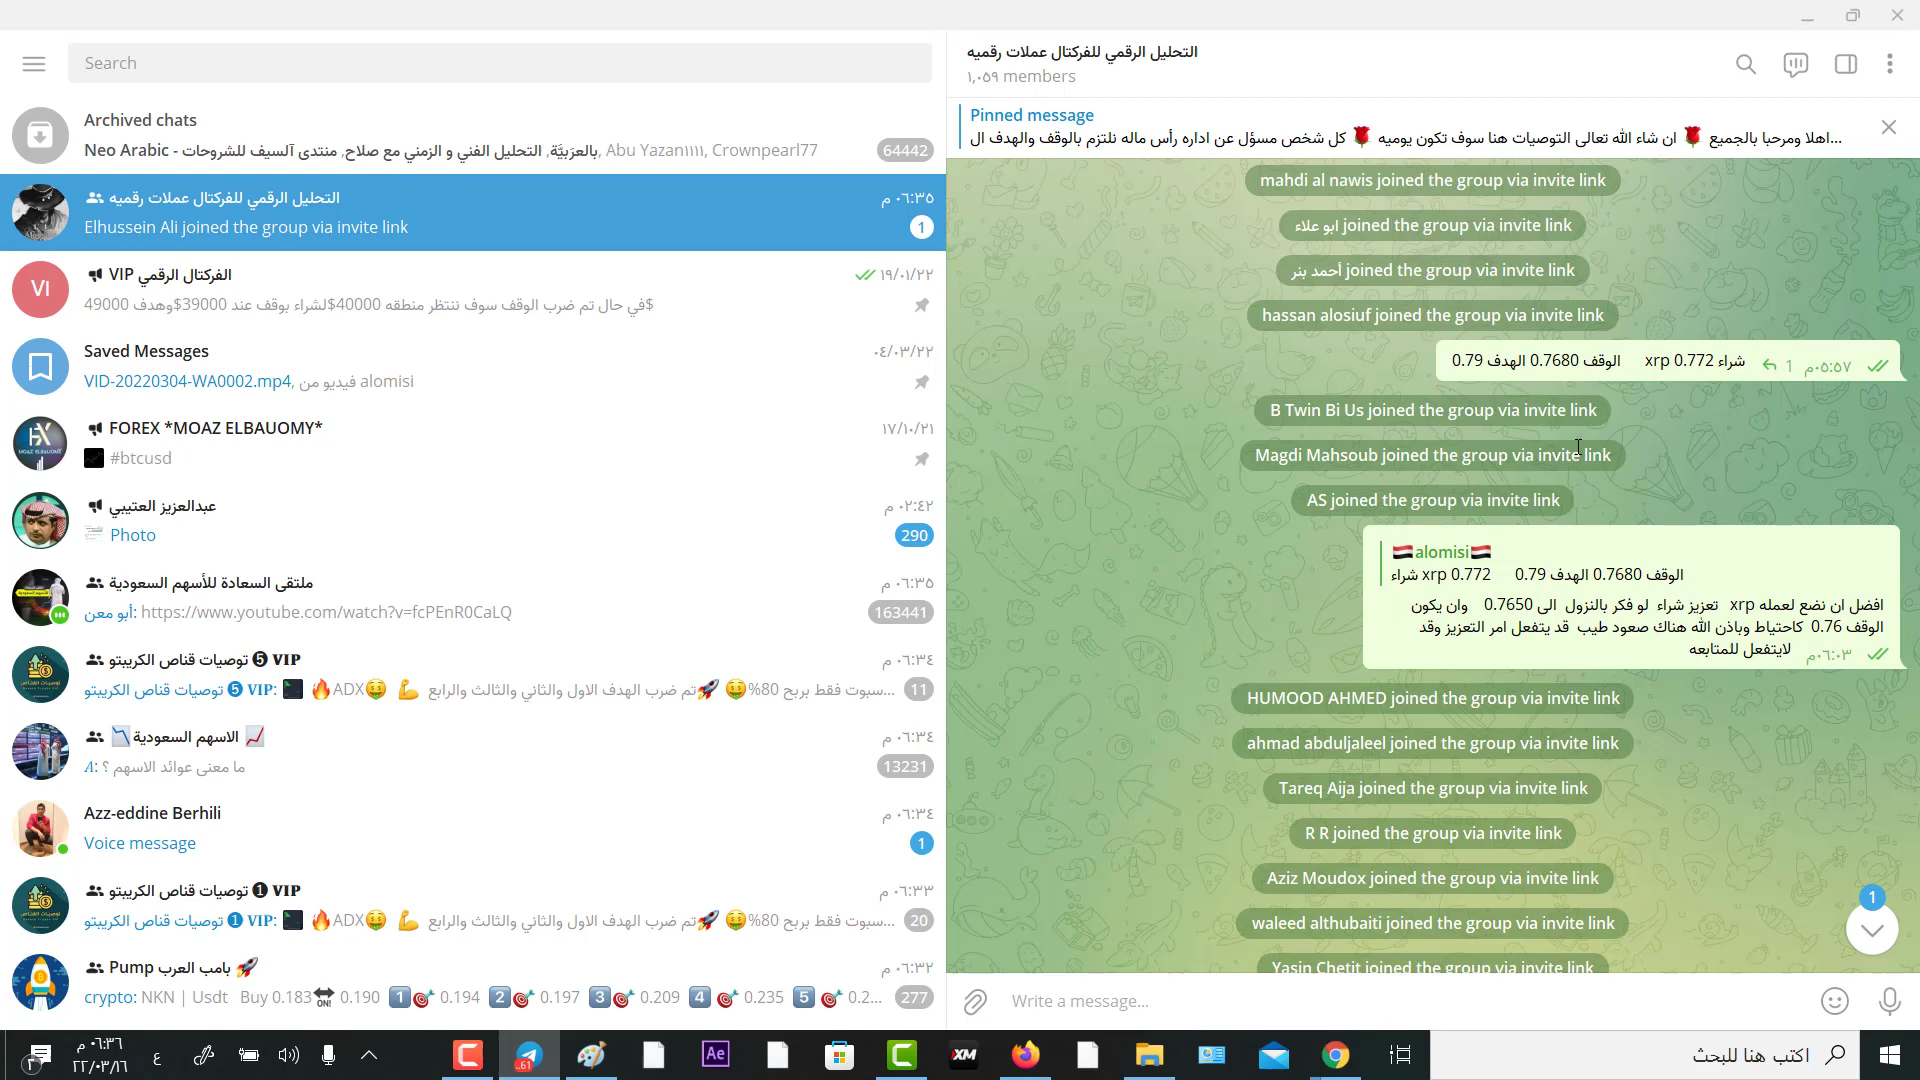 Search
Archived chats
Neo Arabic - بالعرَبيَّة, التحليل الفني و الزمني مع صلاح, منتدى آلسيف للشروحات, Abu Yazan1111, Crownpearl77
64442
التحليل الرقمي للفركتال عملات رقميه
٠٦:٣٥ م
Elhussein Ali joined the group via invite link
1
VI
الفركتال الرقمي VIP
١٩/٠١/٢٢
في حال تم ضرب الوقف سوف ننتظر منطقه 40000$لشراء بوقف عند 39000$وهدف 49000$
Saved Messages
٠٤/٠٣/٢٢
VID-20220304-WA0002.mp4, فيديو من alomisi
FOREX *MOAZ ELBAUOMY*
١٧/١٠/٢١
#btcusd
عبدالعزيز العتيبي
٠٢:٤٢ م
Photo
290
ملتقى السعادة للأسهم السعودية
٠٦:٣٥ م
أبو معن: https://www.youtube.com/watch?v=fcPEnR0CaLQ
163441
توصيات قناص الكريبتو ❺ VIP
٠٦:٣٤ م
توصيات قناص الكريبتو ❺ VIP: 🔥ADX🤑 💪 تم ضرب الهدف الاول والثاني والثالث والرابع🚀 🤑سبوت فقط بربح 80%...
11
📉الاسهم السعودية 📈
٠٦:٣٤ م
A: ما معنى عوائد الاسهم ؟
13231
Azz-eddine Berhili
٠٦:٣٤ م
Voice message
1
توصيات قناص الكريبتو ❶ VIP
٠٦:٣٣ م
توصيات قناص الكريبتو ❶ VIP: 🔥ADX🤑 💪 تم ضرب الهدف الاول والثاني والثالث والرابع🚀 🤑سبوت فقط بربح 80%...
20
Pump بامب العرب 🚀
٠٦:٣٢ م
crypto: NKN | Usdt Buy 0.183🔛 0.190 1️⃣🎯 0.194 2️⃣🎯 0.197 3️⃣🎯 0.209 4️⃣ 🎯 0.235 5️⃣ 🎯 0.2...
277
التحليل الرقمي للفركتال عملات رقميه
١,٠٥٩ members
Pinned message
اهلا ومرحبا بالجميع 🌹 ان شاء الله تعالى التوصيات هنا سوف تكون يوميه 🌹 كل شخص مسؤل عن اداره رأس ماله نلتزم بالوقف والهدف ال...
mahdi al nawis joined the group via invite link
ابو علاء joined the group via invite link
أحمد بنر joined the group via invite link
hassan alosiuf joined the group via invite link
شراء xrp 0.772 الوقف 0.7680 الهدف 0.79
1 ٠٥:٥٧ م
B Twin Bi Us joined the group via invite link
Magdi Mahsoub joined the group via invite link
AS joined the group via invite link
🇾🇪alomisi🇾🇪
شراء xrp 0.772 الوقف 0.7680 الهدف 0.79
افضل ان نضع لعمله xrp تعزيز شراء لو فكر بالنزول الى 0.7650 وان يكون
الوقف 0.76 كاحتياط وباذن الله هناك صعود طيب قد يتفعل امر التعزيز وقد
لايتفعل للمتابعه
٠٦:٠٣ م
HUMOOD AHMED joined the group via invite link
ahmad abduljaleel joined the group via invite link
Tareq Aija joined the group via invite link
R R joined the group via invite link
Aziz Moudox joined the group via invite link
waleed althubaiti joined the group via invite link
Yasin Chetit joined the group via invite link
1
Write a message...
٠٦:٣٦ م
٢٢/٠٣/١٦
٣
ع
.61
Ae
XM
اكتب هنا للبحث